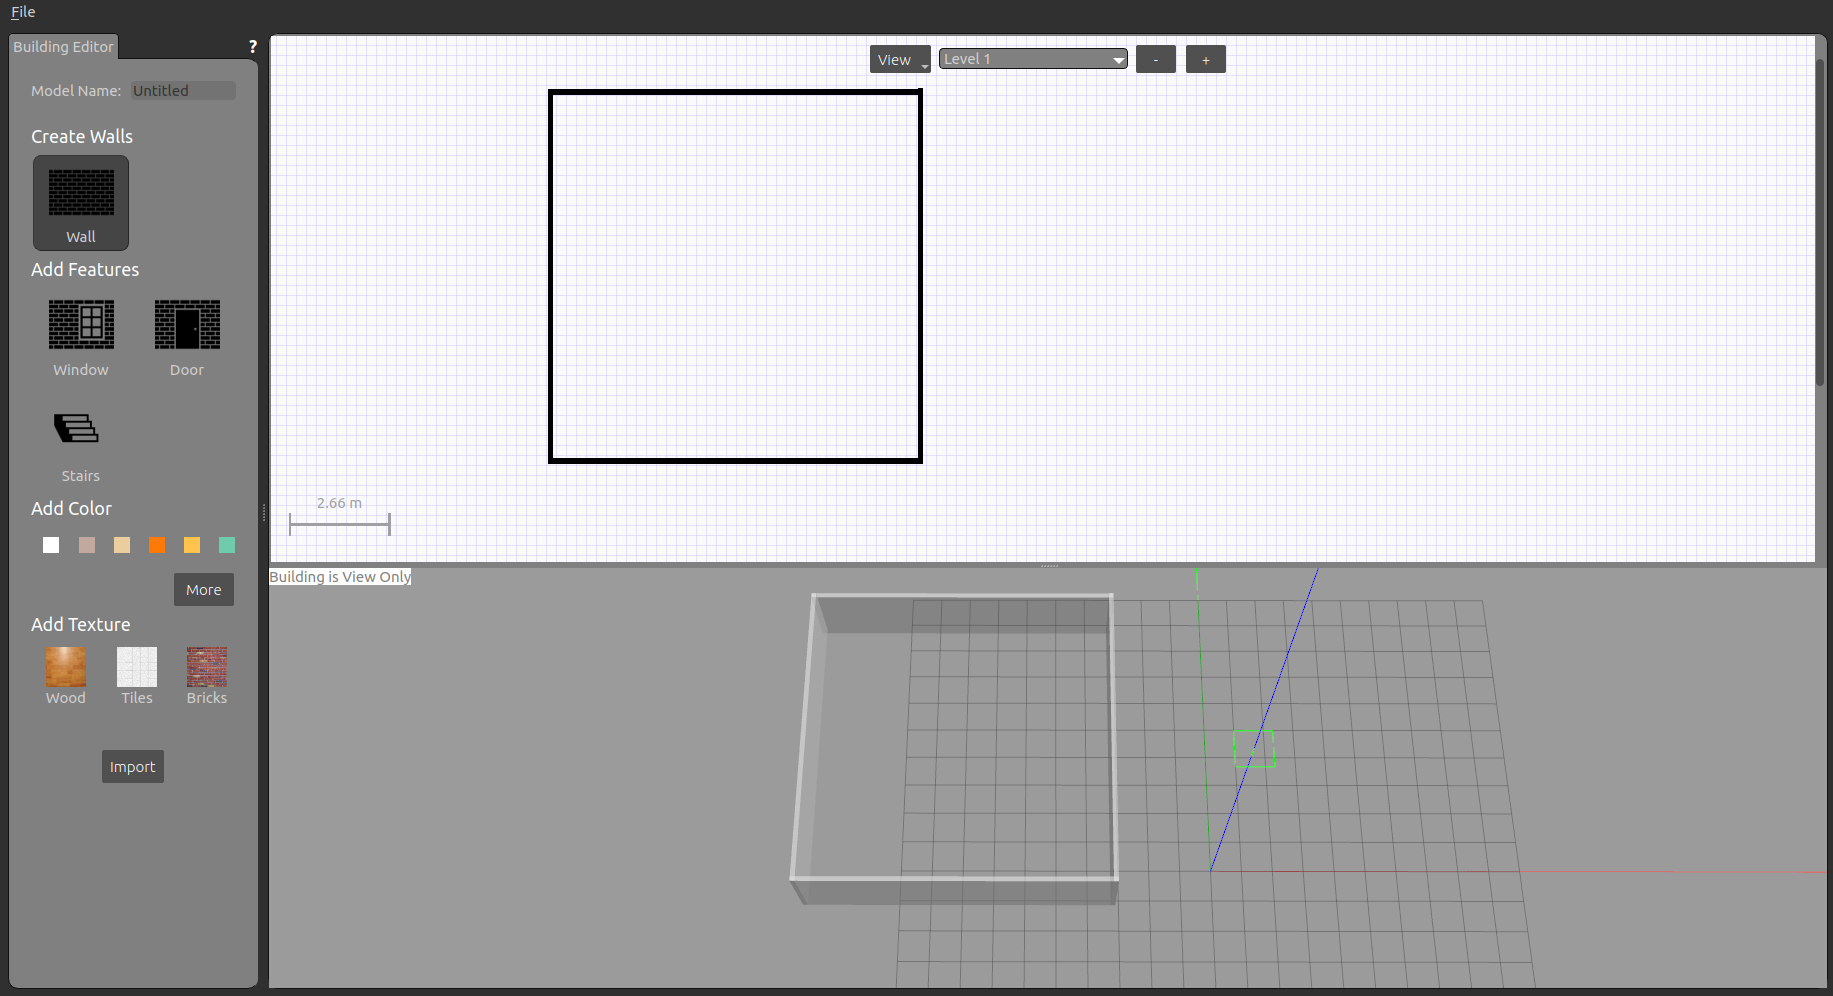 File
Building Editor
?
Model Name: Untitled
Create Walls
Wall
Add Features
Window Door
Stairs
Add Color
More
Add Texture
Wood Tiles Bricks
Import
View Level 1 - +
2.66 m
Building is View Only